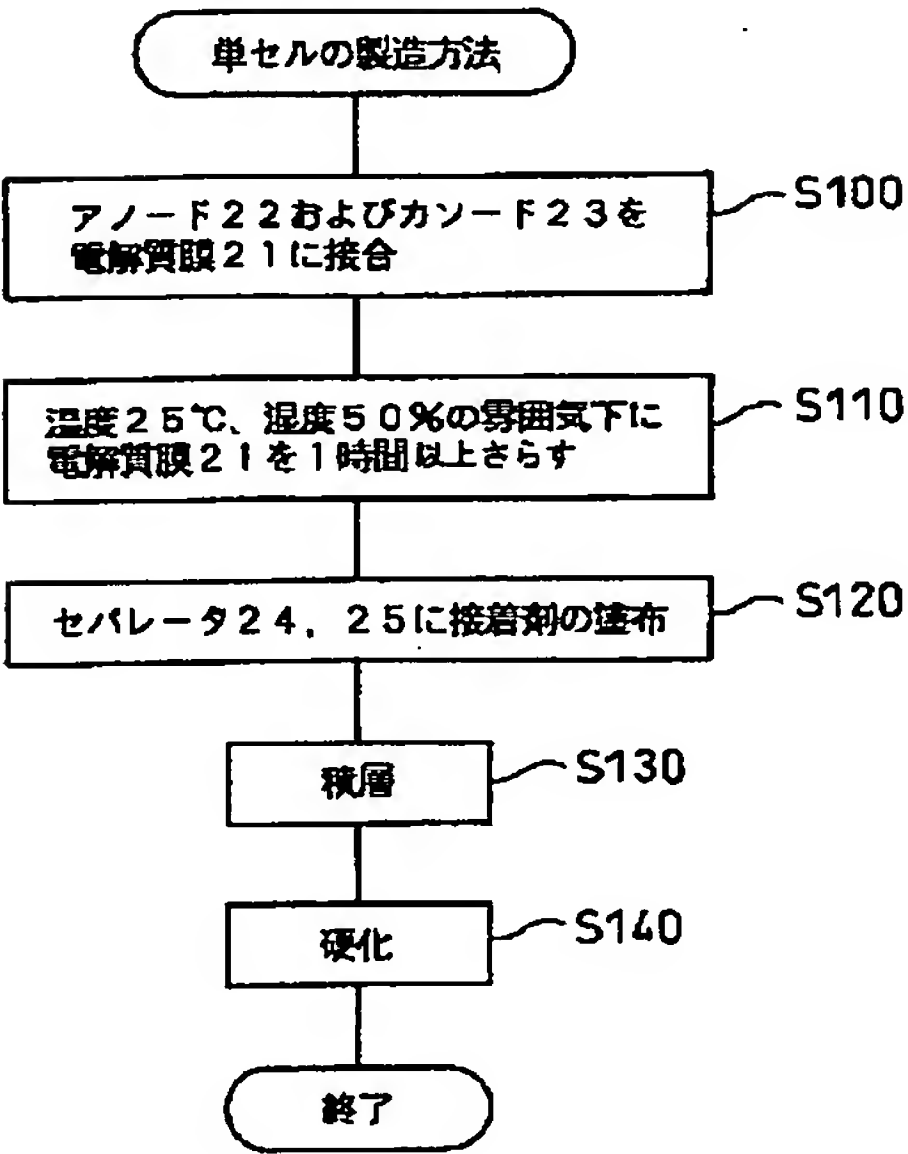 単セルの製造方法
アノード22およびカソード23を
電解質膜21に接合
S100
温度25℃、湿度50%の雰囲気下に
電解質膜21を1時間以上さらす
S110
セパレータ24，25に接着剤の塗布
S120
積層
S130
硬化
S140
終了